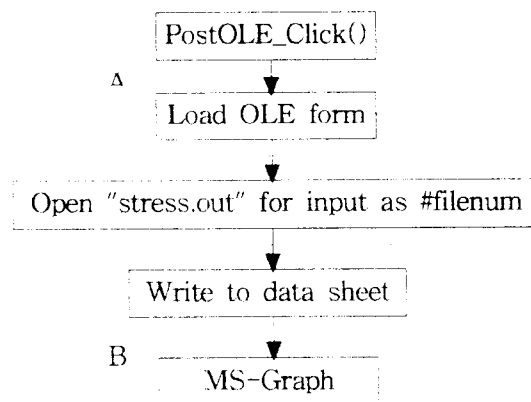 PostOLE_Click()
A
Load OLE form
Open "stress.out" for input as #filenum
Write to data sheet
B
MS-Graph